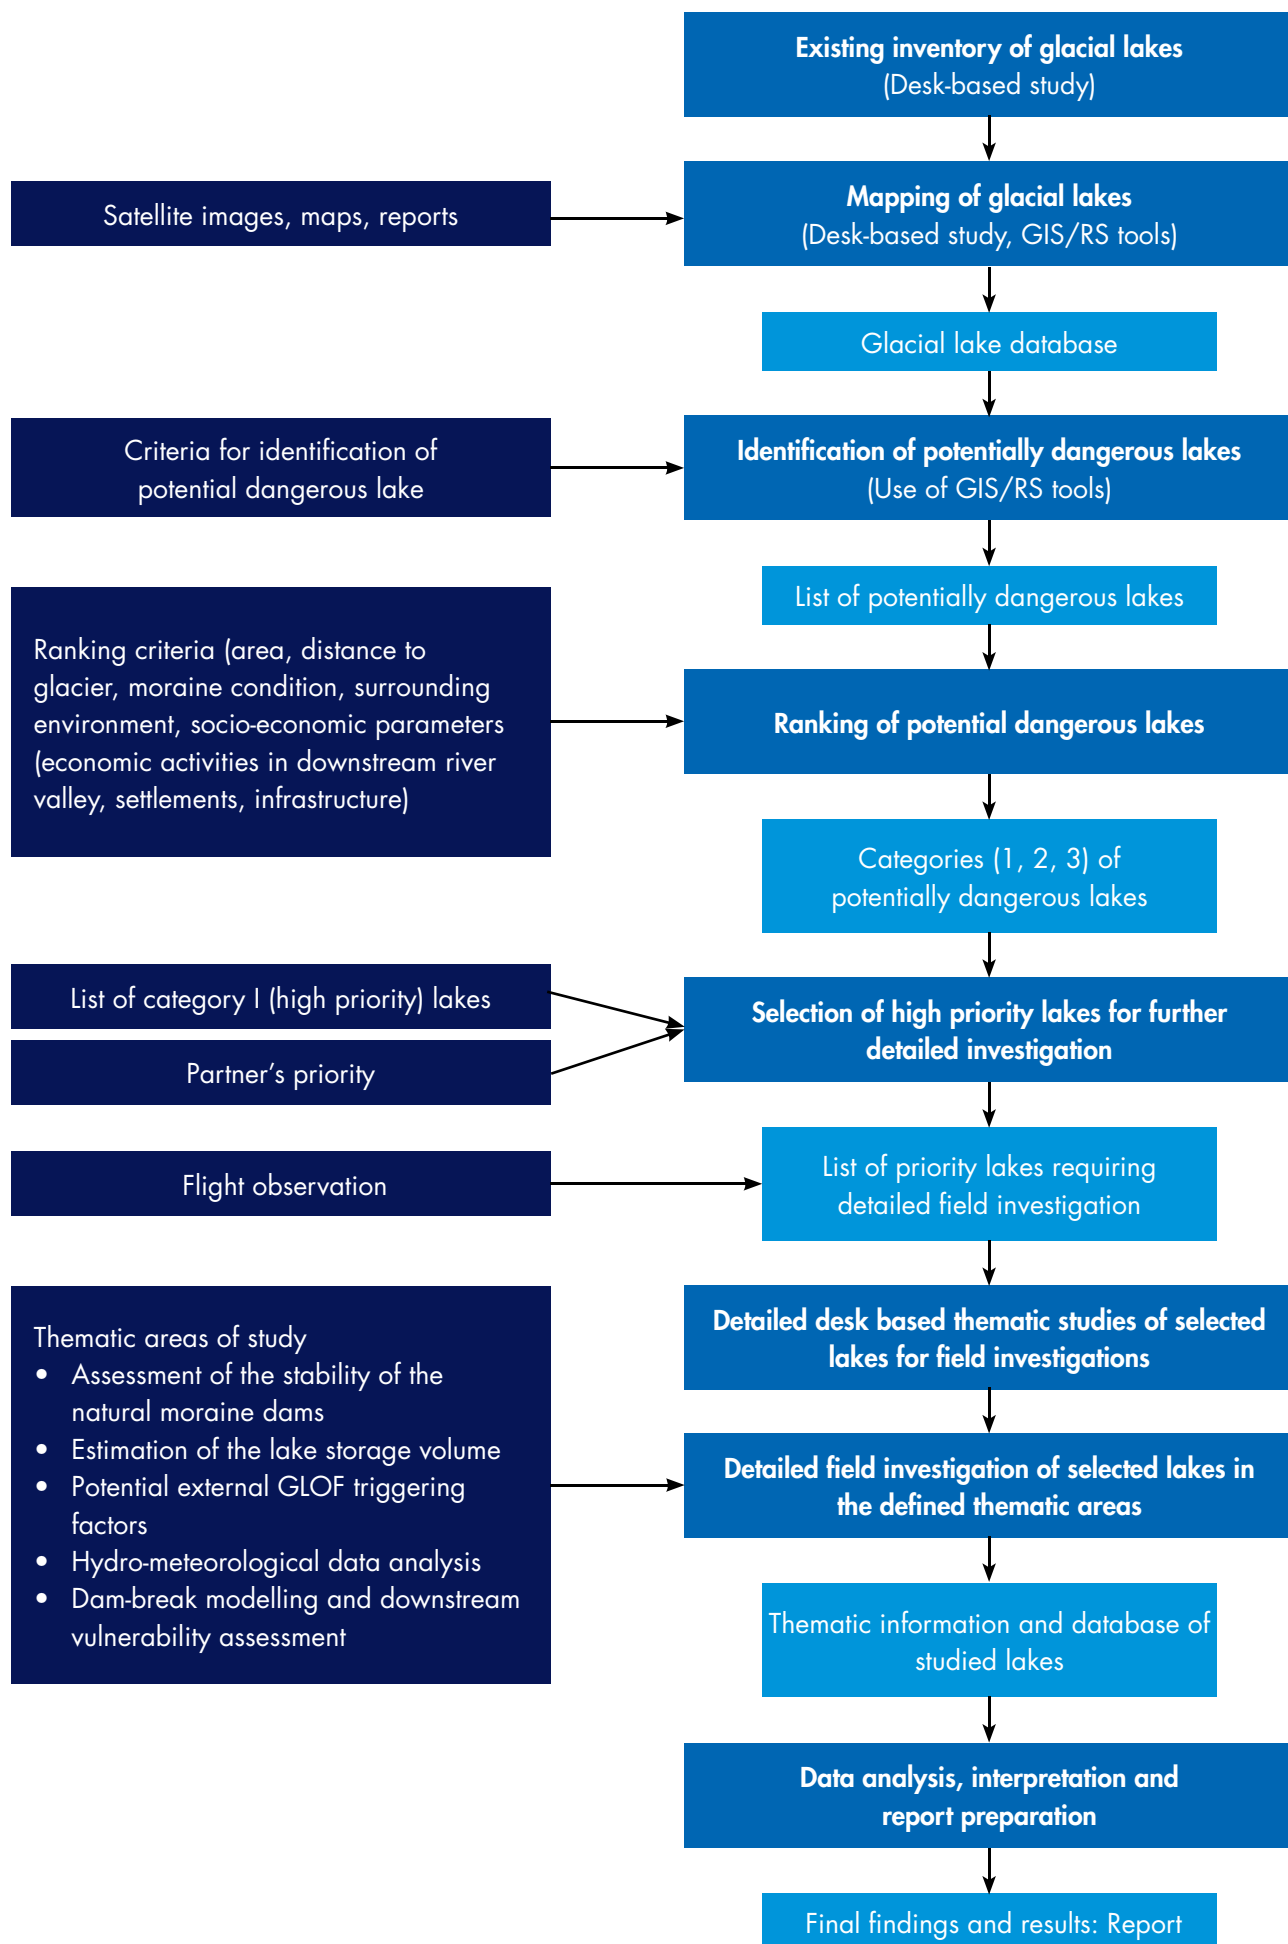 Existing inventory of glacial lakes
(Desk-based study)
Satellite images, maps, reports
Mapping of glacial lakes
(Desk-based study, GIS/RS tools)
Glacial lake database
Criteria for identification of
potential dangerous lake
Identification of potentially dangerous lakes
(Use of GIS/RS tools)
List of potentially dangerous lakes
Ranking criteria (area, distance to
glacier, moraine condition, surrounding
environment, socio-economic parameters
(economic activities in downstream river
valley, settlements, infrastructure)
Ranking of potential dangerous lakes
Categories (1, 2, 3) of
potentially dangerous lakes
List of category I (high priority) lakes
Partner's priority
Selection of high priority lakes for further
detailed investigation
Flight observation
List of priority lakes requiring
detailed field investigation
Detailed desk based thematic studies of selected
lakes for field investigations
Thematic areas of study
• Assessment of the stability of the
natural moraine dams
• Estimation of the lake storage volume
• Potential external GLOF triggering
factors
• Hydro-meteorological data analysis
• Dam-break modelling and downstream
vulnerability assessment
Detailed field investigation of selected lakes in
the defined thematic areas
Thematic information and database of
studied lakes
Data analysis, interpretation and
report preparation
Final findings and results: Report